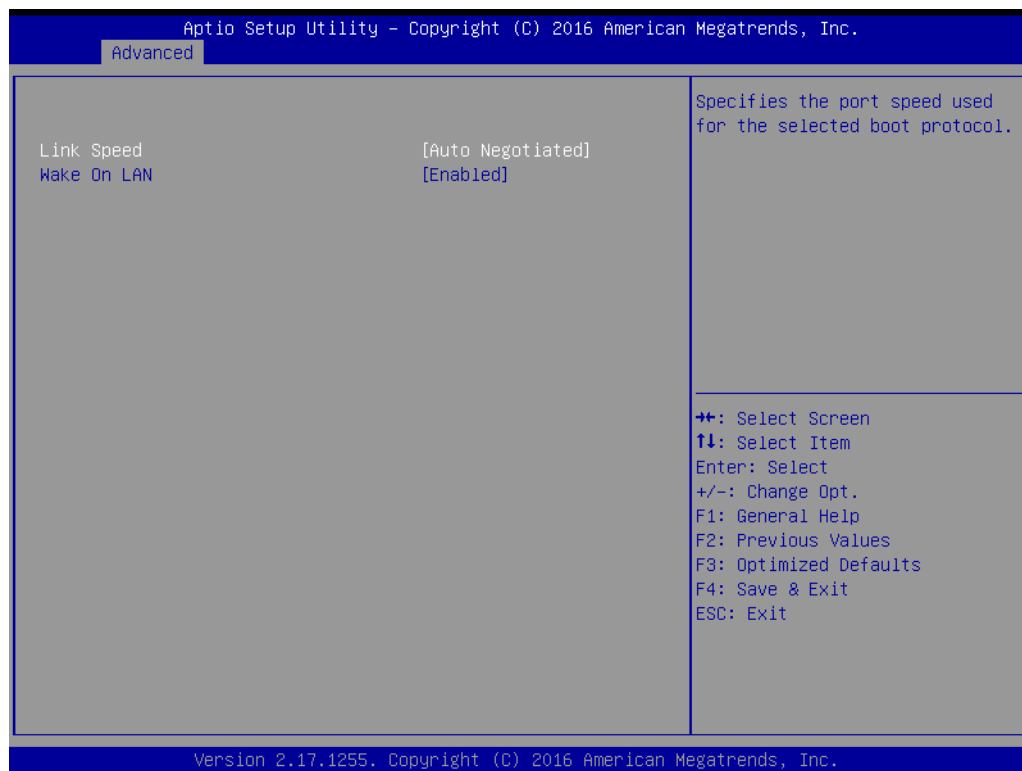 Aptio Setup Utility – Copyright (C) 2016 American Megatrends, Inc.
Advanced
Link Speed [Auto Negotiated]
Wake On LAN [Enabled]
Specifies the port speed used
for the selected boot protocol.
→←: Select Screen
↑↓: Select Item
Enter: Select
+/-: Change Opt.
F1: General Help
F2: Previous Values
F3: Optimized Defaults
F4: Save & Exit
ESC: Exit
Version 2.17.1255. Copyright (C) 2016 American Megatrends, Inc.